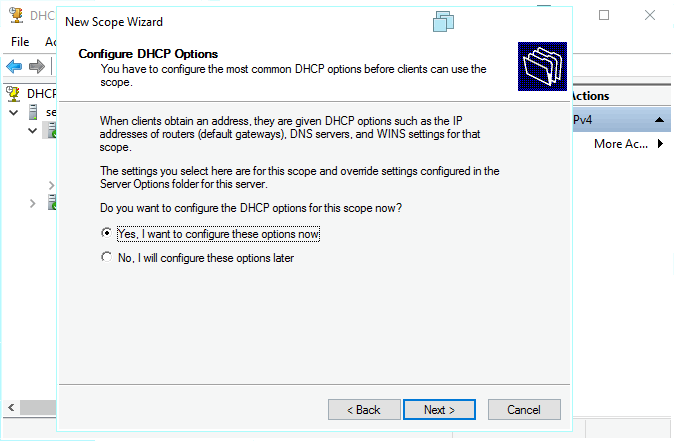 DHC
New Scope Wizard
File
Configure DHCP Options
You have to configure the most common DHCP options before clients can use the
scope.
DHCP
Actions
When clients obtain an address, they are given DHCP options such as the IP
addresses of routers (default gateways), DNS servers, and WINS settings for that
scope.
se
Pv4
More Ac...
The settings you select here are for this scope and override settings configured in the
Server Options folder for this server.
Do you want to configure the DHCP options for this scope now?
Yes, I want to configure these options now
No, I will configure these options later
< Back
Next >
Cancel